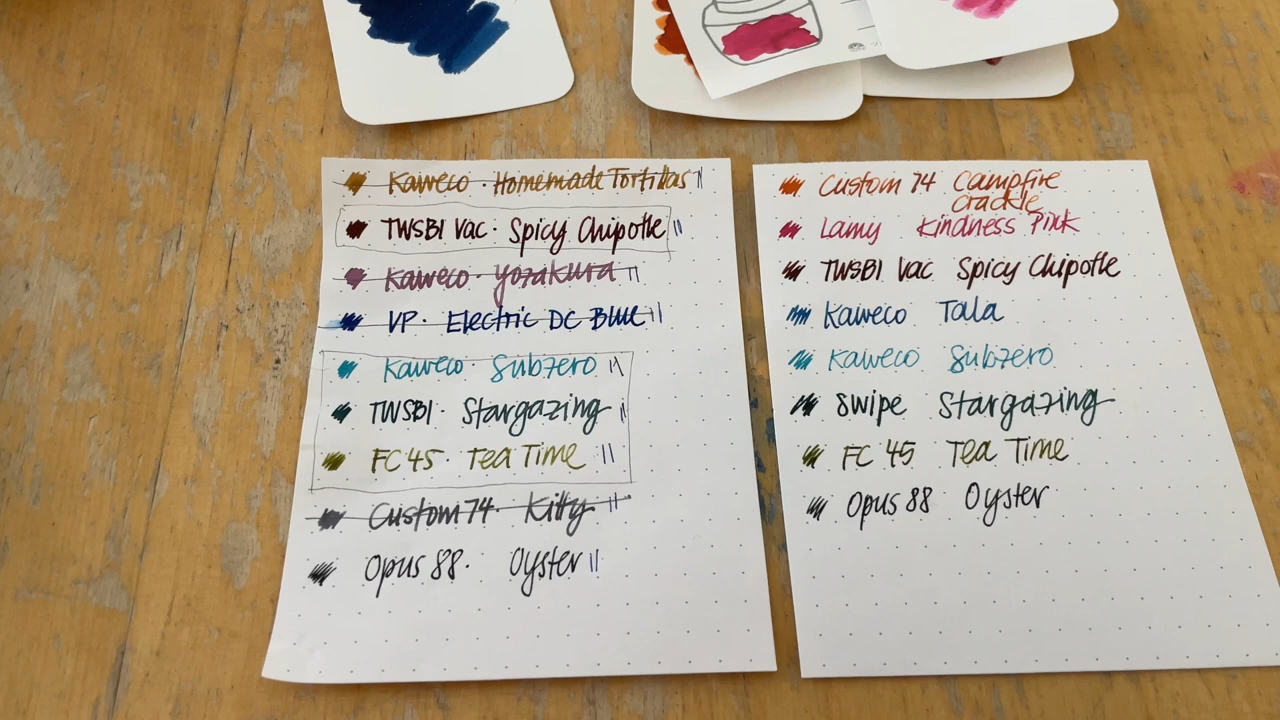 Kaweco · Homemade Tortillas
TWSBI Vac · Spicy Chipotle
Kaweco · Yozakura
VP · Electric DC Blue
Kaweco · Subzero
TWSBI · Stargazing
FC 45 · Tea Time
Custom 74 · Kitty
Opus 88 · Oyster
Custom 74 Campfire
Crackle
Lamy Kindness Pink
TWSBI Vac Spicy Chipotle
Kaweco Tala
Kaweco Subzero
Swipe Stargazing
FC 45 Tea Time
Opus 88 Oyster